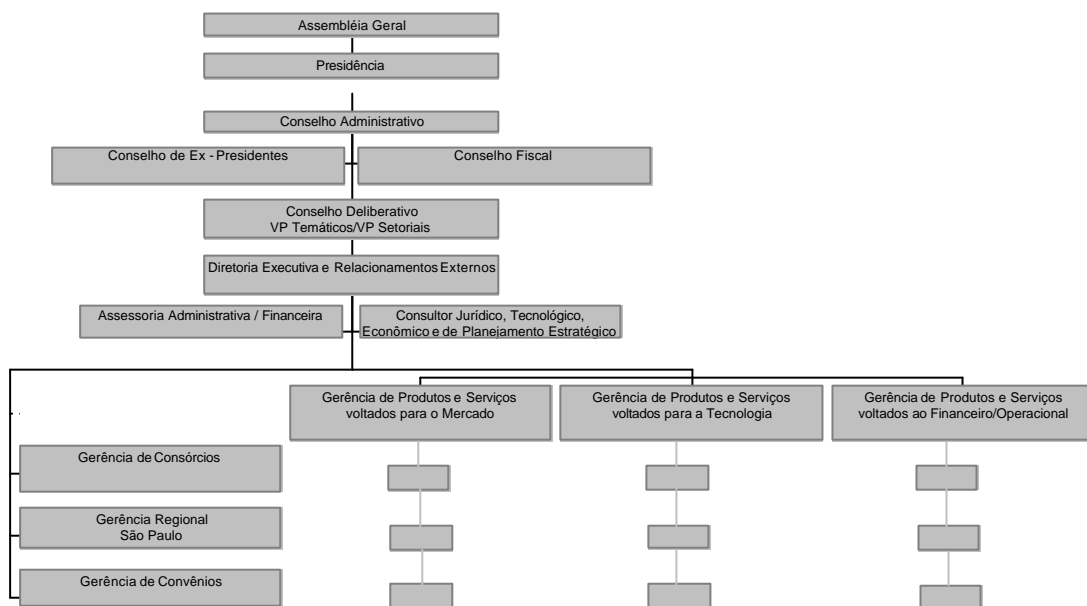 Assembléia Geral
Presidência
Conselho Administrativo
Conselho de Ex - Presidentes
Conselho Fiscal
Conselho Deliberativo
VP Temáticos/VP Setoriais
Diretoria Executiva e Relacionamentos Externos
Assessoria Administrativa / Financeira
Consultor Jurídico, Tecnológico,
Econômico e de Planejamento Estratégico
Gerência de Produtos e Serviços
voltados para o Mercado
Gerência de Produtos e Serviços
voltados para a Tecnologia
Gerência de Produtos e Serviços
voltados ao Financeiro/Operacional
Gerência de Consórcios
Gerência Regional
São Paulo
Gerência de Convênios